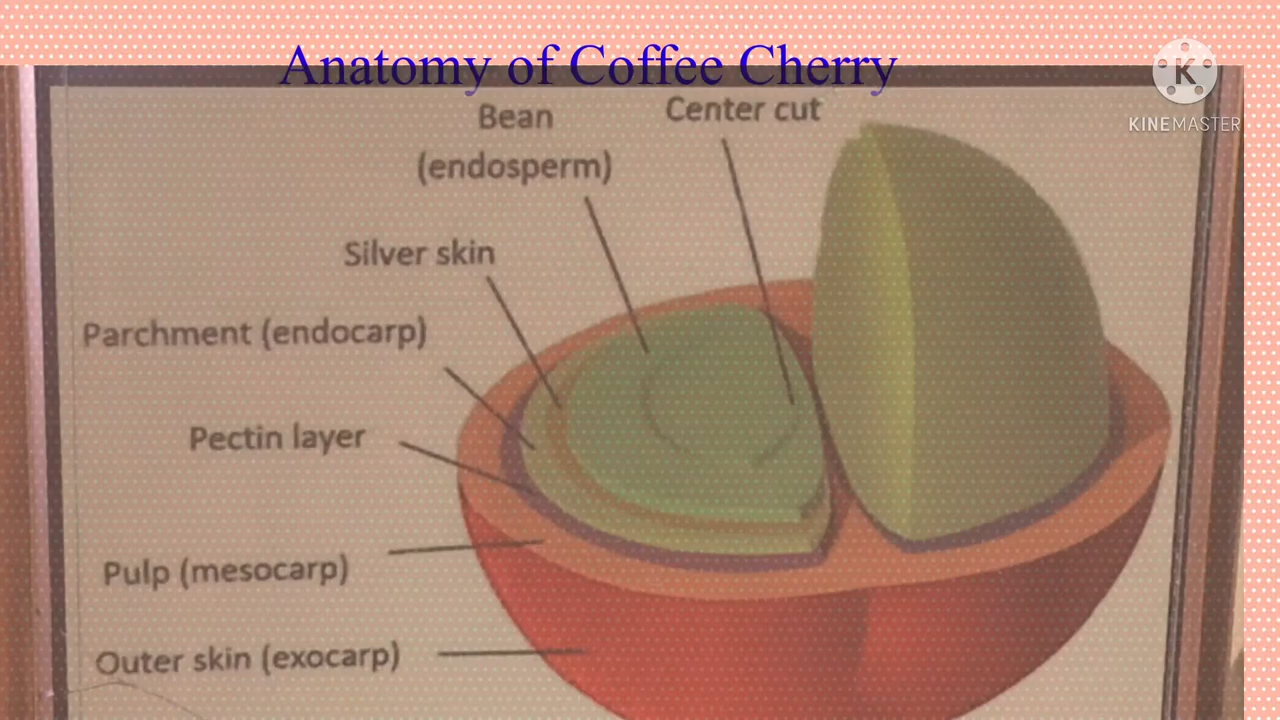 Anatomy of Coffee Cherry
K
KINEMASTER
Center cut
Bean
(endosperm)
Silver skin
Parchment (endocarp)
Pectin layer
Pulp (mesocarp)
Outer skin (exocarp)